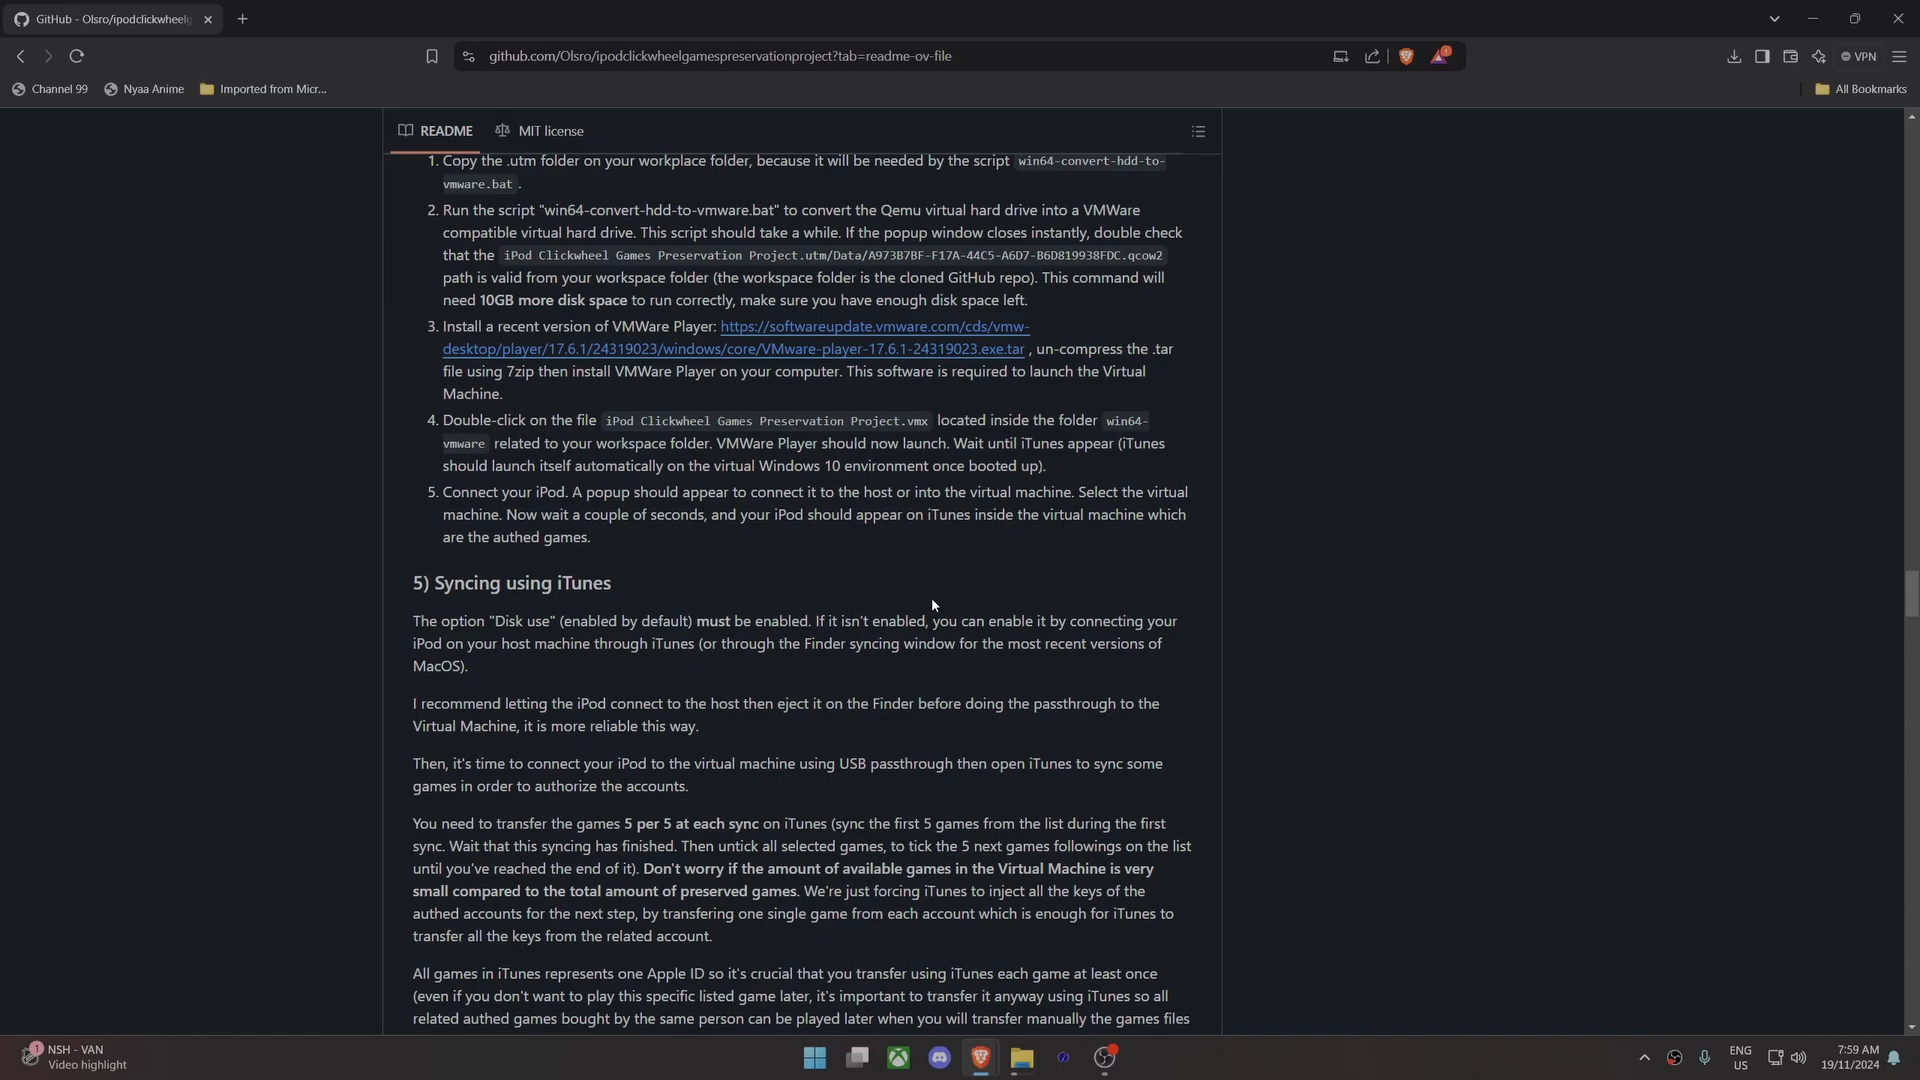 GitHub - Olsro/ipodclickwheelg
github.com/Olsro/ipodclickwheelgamespreservationproject?tab=readme-ov-file
1
VPN
Channel 99
Nyaa Anime
Imported from Micr...
All Bookmarks
README
MIT license
1. Copy the .utm folder on your workplace folder, because it will be needed by the script win64-convert-hdd-to-
vmware.bat .
2. Run the script "win64-convert-hdd-to-vmware.bat" to convert the Qemu virtual hard drive into a VMWare
compatible virtual hard drive. This script should take a while. If the popup window closes instantly, double check
that the iPod Clickwheel Games Preservation Project.utm/Data/A973B7BF-F17A-44C5-A6D7-B6D819938FDC.qcow2
path is valid from your workspace folder (the workspace folder is the cloned GitHub repo). This command will
need 10GB more disk space to run correctly, make sure you have enough disk space left.
3. Install a recent version of VMWare Player: https://softwareupdate.vmware.com/cds/vmw-
desktop/player/17.6.1/24319023/windows/core/VMware-player-17.6.1-24319023.exe.tar , un-compress the .tar
file using 7zip then install VMWare Player on your computer. This software is required to launch the Virtual
Machine.
4. Double-click on the file iPod Clickwheel Games Preservation Project.vmx located inside the folder win64-
vmware related to your workspace folder. VMWare Player should now launch. Wait until iTunes appear (iTunes
should launch itself automatically on the virtual Windows 10 environment once booted up).
5. Connect your iPod. A popup should appear to connect it to the host or into the virtual machine. Select the virtual
machine. Now wait a couple of seconds, and your iPod should appear on iTunes inside the virtual machine which
are the authed games.
5) Syncing using iTunes
The option "Disk use" (enabled by default) must be enabled. If it isn't enabled, you can enable it by connecting your
iPod on your host machine through iTunes (or through the Finder syncing window for the most recent versions of
MacOS).
I recommend letting the iPod connect to the host then eject it on the Finder before doing the passthrough to the
Virtual Machine, it is more reliable this way.
Then, it's time to connect your iPod to the virtual machine using USB passthrough then open iTunes to sync some
games in order to authorize the accounts.
You need to transfer the games 5 per 5 at each sync on iTunes (sync the first 5 games from the list during the first
sync. Wait that this syncing has finished. Then untick all selected games, to tick the 5 next games followings on the list
until you've reached the end of it). Don't worry if the amount of available games in the Virtual Machine is very
small compared to the total amount of preserved games. We're just forcing iTunes to inject all the keys of the
authed accounts for the next step, by transfering one single game from each account which is enough for iTunes to
transfer all the keys from the related account.
All games in iTunes represents one Apple ID so it's crucial that you transfer using iTunes each game at least once
(even if you don't want to play this specific listed game later, it's important to transfer it anyway using iTunes so all
related authed games bought by the same person can be played later when you will transfer manually the games files
1
NSH - VAN
Video highlight
ENG
US
7:59 AM
19/11/2024